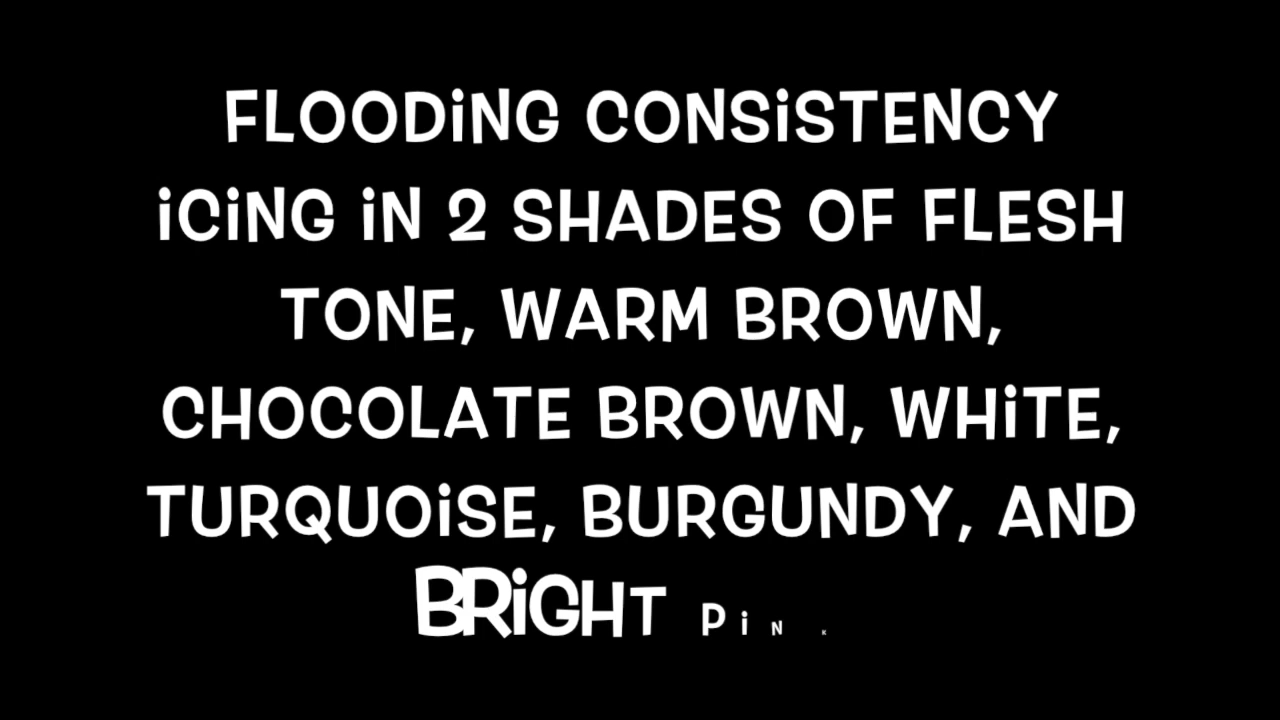 FLOODiNG CONSiSTENCY
iCiNG iN 2 SHADES OF FLESH
TONE, WARM BROWN,
CHOCOLATE BROWN, WHiTE,
TURQUOiSE, BURGUNDY, AND
BRiGHT PiNK